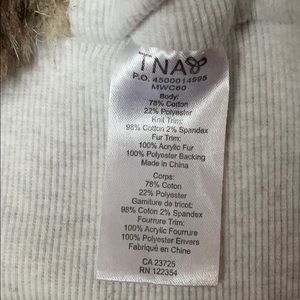 TNA
P.O. 4500014995
MWC60
Body:
78% Cotton
22% Polyester
Knit Trim:
98% Cotton 2% Spandex
Fur Trim:
100% Acrylic Fur
100% Polyester Backing
Made in China
Corps:
78% Coton
22% Polyester
Garniture de tricot:
98% Cotton 2% Spandex
Fourrure Trim:
100% Acrylic Fourrure
100% Polyester Envers
Fabriqué en Chine
CA 23725
RN 122354